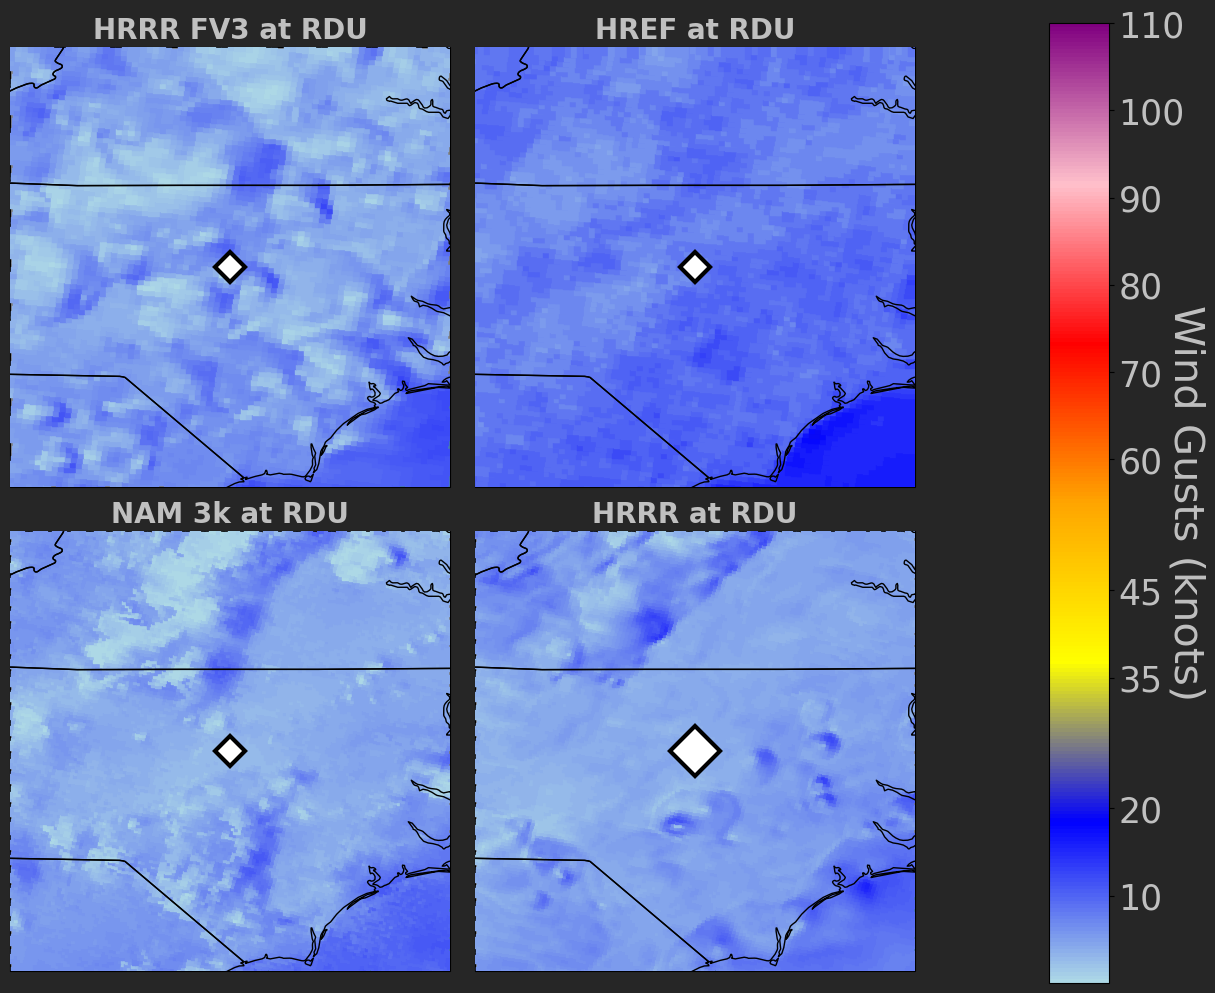 HRRR FV3 at RDU
HREF at RDU
NAM 3k at RDU
HRRR at RDU
110
100
90
80
70
60
45
35
20
10
Wind Gusts (knots)